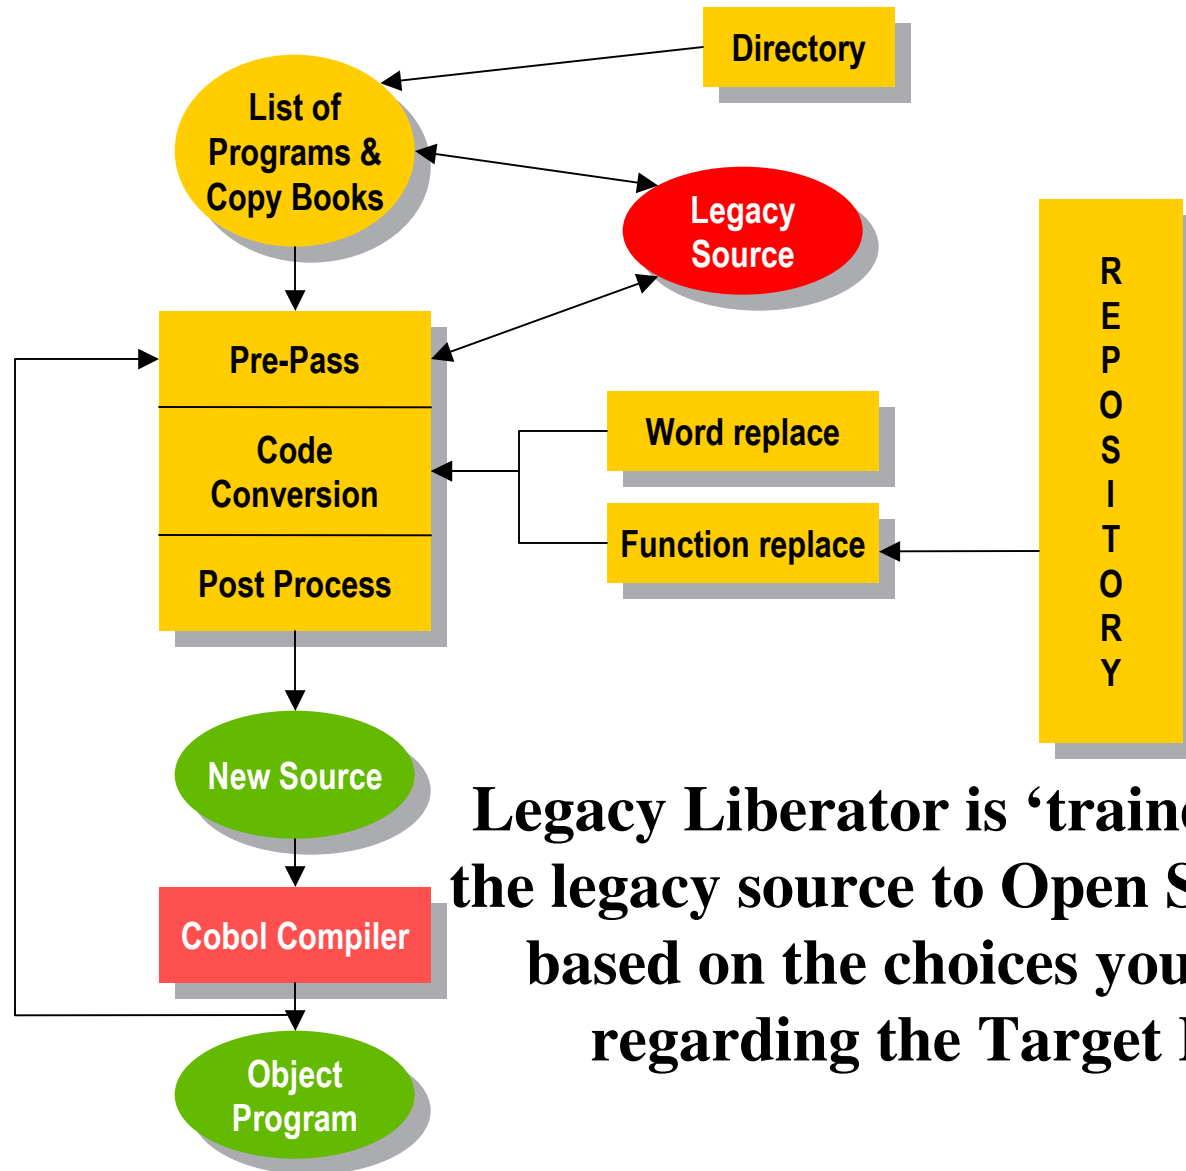 Directory
List of
Programs &
Copy Books
Legacy
Source
REPOSITORY
Pre-Pass
Code
Conversion
Post Process
Word replace
Function replace
New Source
Cobol Compiler
Object
Program
Legacy Liberator is ‘traine
the legacy source to Open S
based on the choices you
regarding the Target